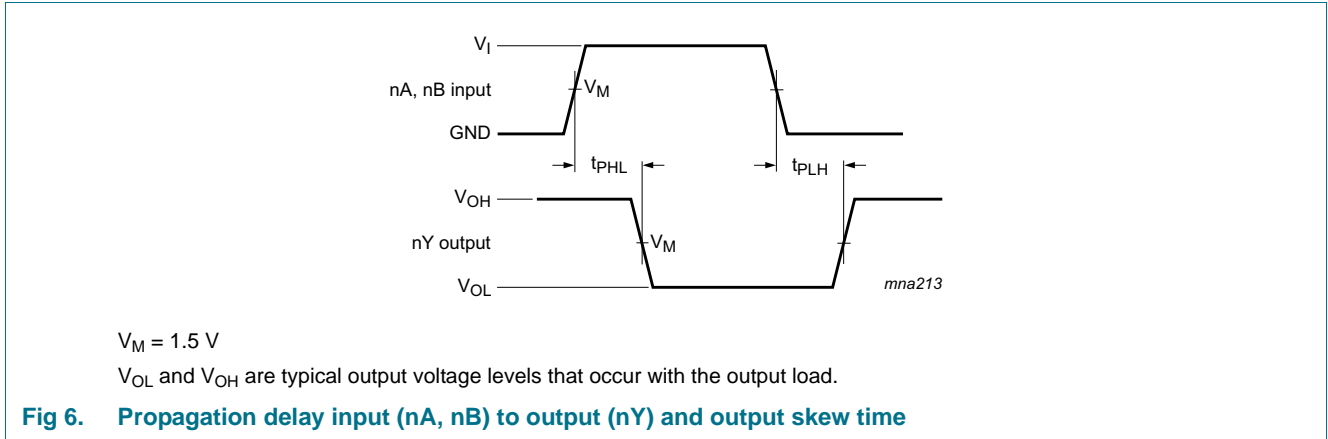 V_I
nA, nB input
V_M
GND
t_PHL
t_PLH
V_OH
nY output
V_M
V_OL
mna213
V_M = 1.5 V
V_OL and V_OH are typical output voltage levels that occur with the output load.
Fig 6. Propagation delay input (nA, nB) to output (nY) and output skew time